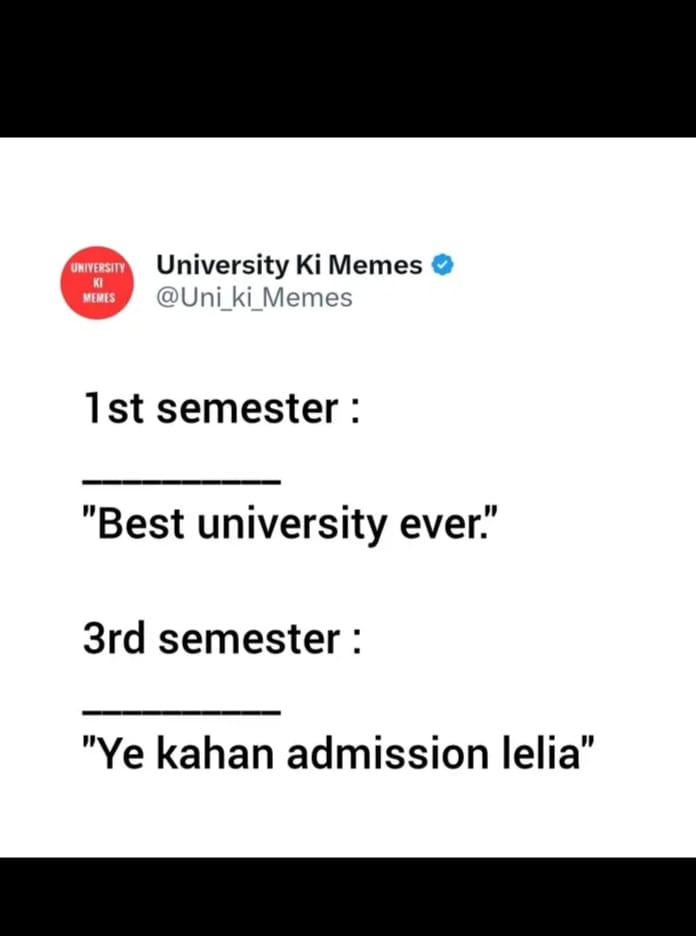 UNIVERSITY
KI
MEMES
University Ki Memes
@Uni_ki_Memes
1st semester :
__________
"Best university ever."
3rd semester :
__________
"Ye kahan admission lelia"